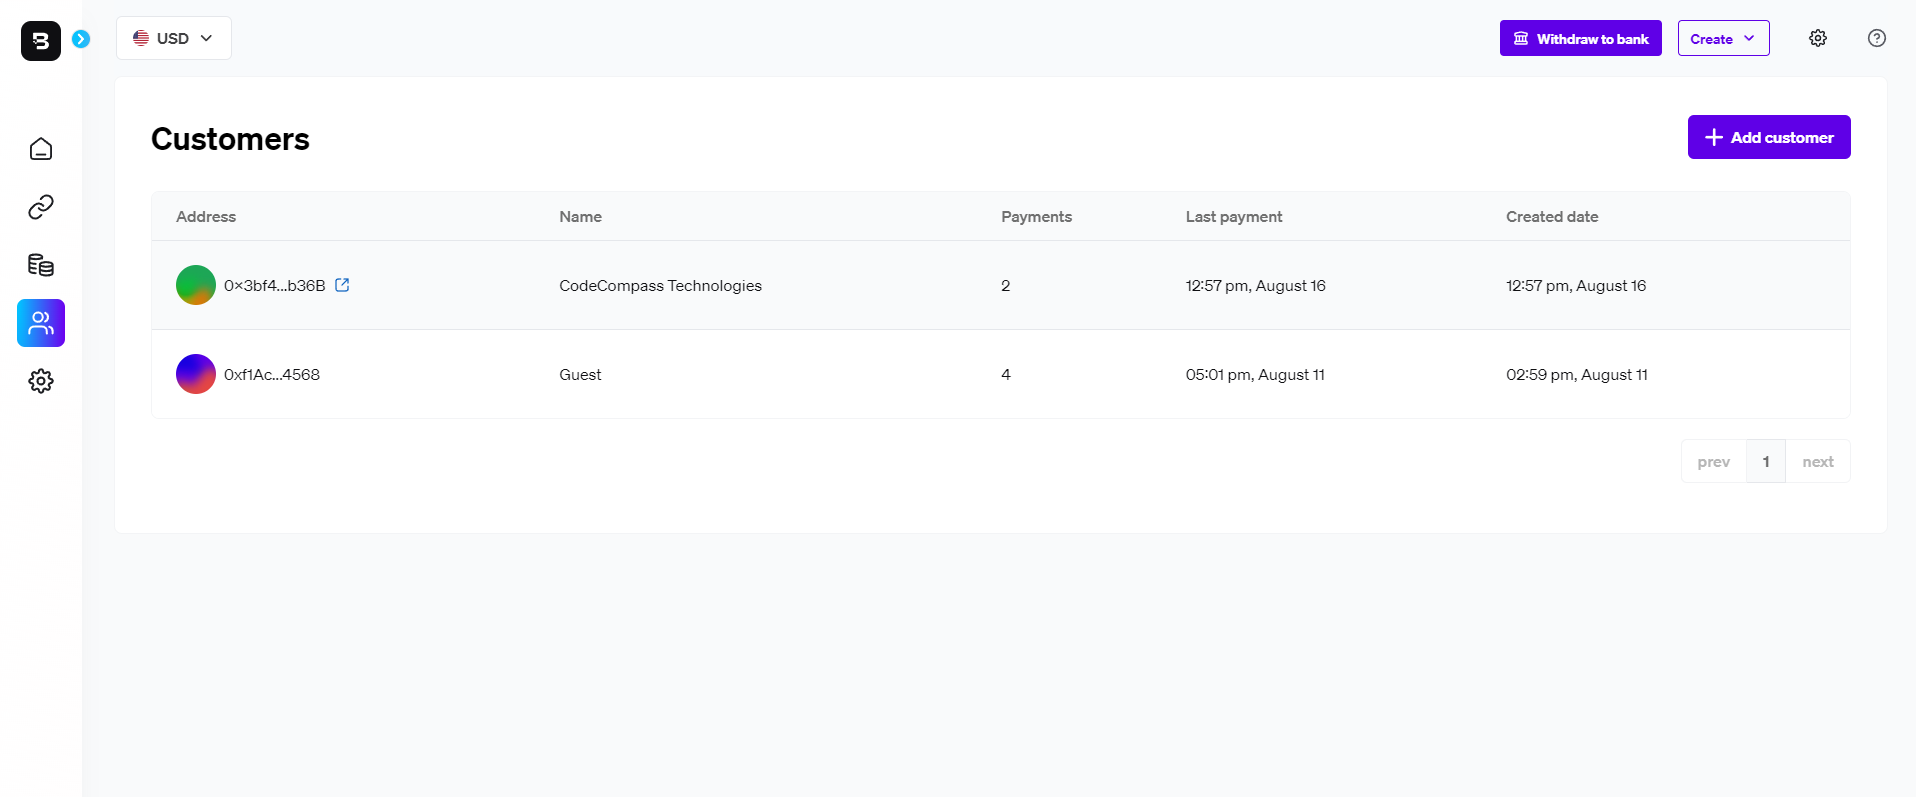 B
USD
Withdraw to bank
Create
Customers
Add customer
Address Name Payments Last payment Created date
0x3bf4...b36B CodeCompass Technologies 2 12:57 pm, August 16 12:57 pm, August 16
0xf1Ac...4568 Guest 4 05:01 pm, August 11 02:59 pm, August 11
prev 1 next